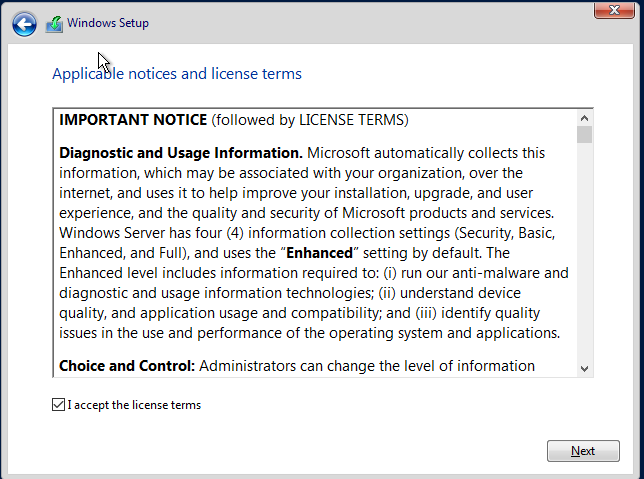 Windows Setup
Applicable notices and license terms
IMPORTANT NOTICE (followed by LICENSE TERMS)
Diagnostic and Usage Information. Microsoft automatically collects this
information, which may be associated with your organization, over the
internet, and uses it to help improve your installation, upgrade, and user
experience, and the quality and security of Microsoft products and services.
Windows Server has four (4) information collection settings (Security, Basic,
Enhanced, and Full), and uses the “Enhanced” setting by default. The
Enhanced level includes information required to: (i) run our anti-malware and
diagnostic and usage information technologies; (ii) understand device
quality, and application usage and compatibility; and (iii) identify quality
issues in the use and performance of the operating system and applications.
Choice and Control: Administrators can change the level of information
I accept the license terms
Next